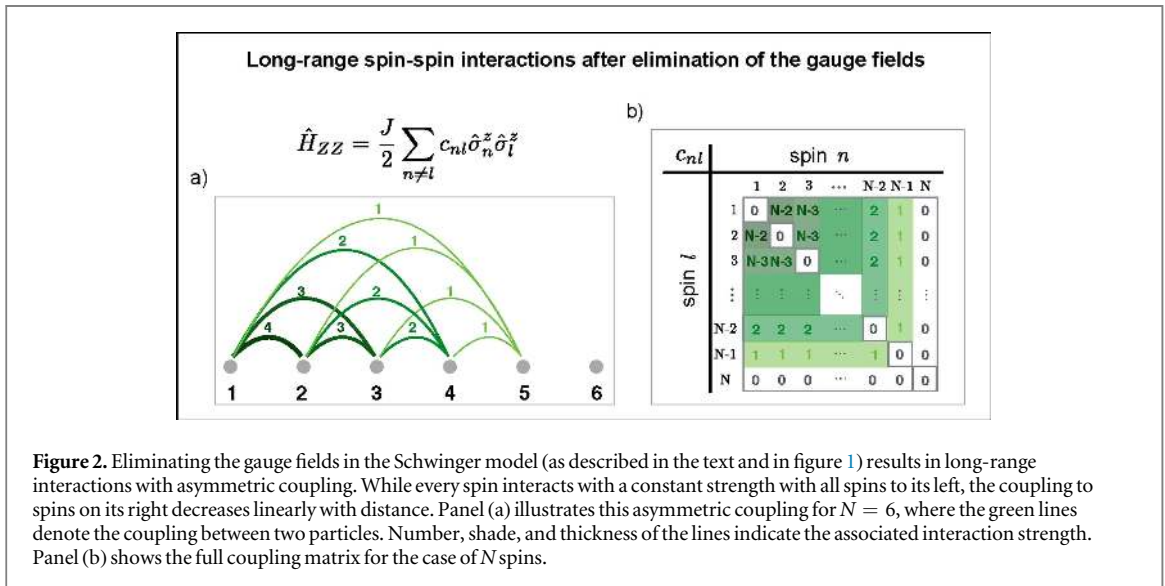 Long-range spin-spin interactions after elimination of the gauge fields
Ĥ_ZZ = J/2 ∑_{n≠l} c_{nl} σ̂_n^z σ̂_l^z
a)
1
2 1
3 2 1
4 3 2 1
1 2 3 4 5 6
b)
c_{nl} spin n
1 2 3 ⋯ N-2 N-1 N
spin l
1 0 N-2 N-3 ⋯ 2 1 0
2 N-2 0 N-3 ⋯ 2 1 0
3 N-3 N-3 0 ⋯ 2 1 0
⋮ ⋮ ⋮ ⋮ ⋱ ⋮ ⋮ ⋮
N-2 2 2 2 ⋯ 0 1 0
N-1 1 1 1 ⋯ 1 0 0
N 0 0 0 ⋯ 0 0 0
Figure 2. Eliminating the gauge fields in the Schwinger model (as described in the text and in figure 1) results in long-range
interactions with asymmetric coupling. While every spin interacts with a constant strength with all spins to its left, the coupling to
spins on its right decreases linearly with distance. Panel (a) illustrates this asymmetric coupling for N = 6, where the green lines
denote the coupling between two particles. Number, shade, and thickness of the lines indicate the associated interaction strength.
Panel (b) shows the full coupling matrix for the case of N spins.